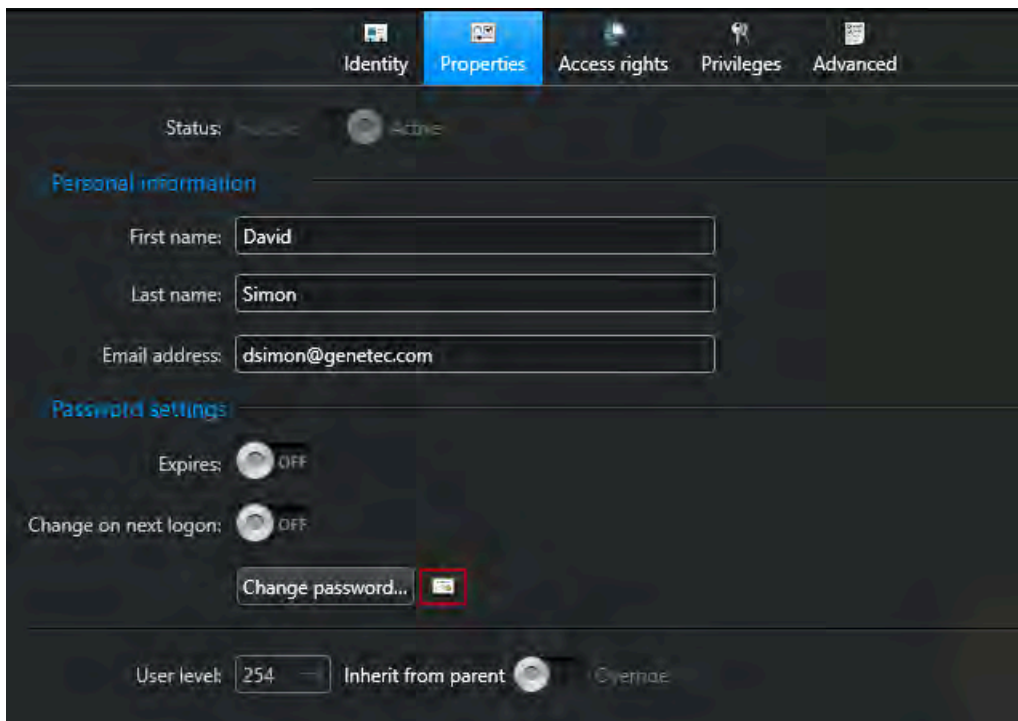 Identity Properties Access rights Privileges Advanced
Status: Active
Personal information
First name: David
Last name: Simon
Email address: dsimon@genetec.com
Password settings
Expires: OFF
Change on next logon: OFF
Change password...
User level: 254 Inherit from parent Override